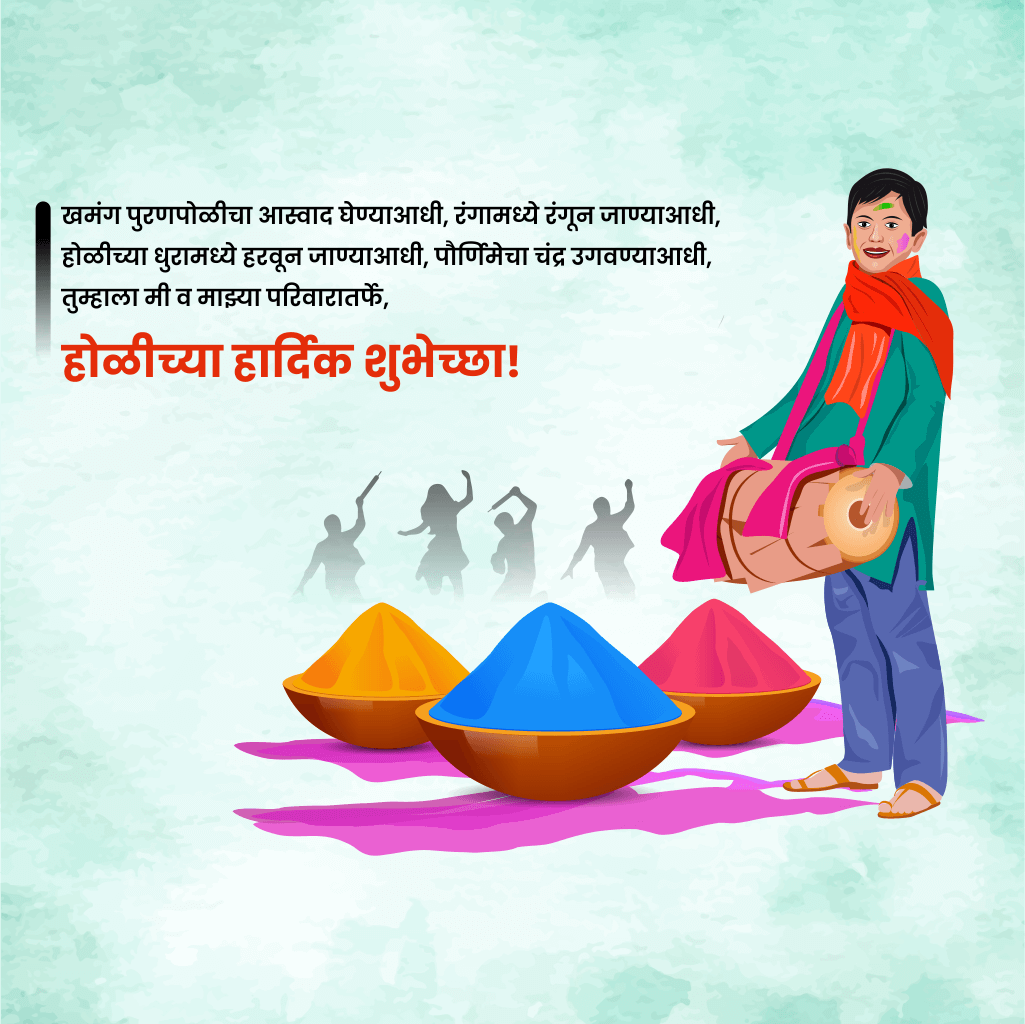 खमंग पुरणपोळीचा आस्वाद घेण्याआधी, रंगामध्ये रंगून जाण्याआधी,
होळीच्या धुरामध्ये हरवून जाण्याआधी, पौर्णिमेचा चंद्र उगवण्याआधी,
तुम्हाला मी व माझ्या परिवारातर्फे,
होळीच्या हार्दिक शुभेच्छा!